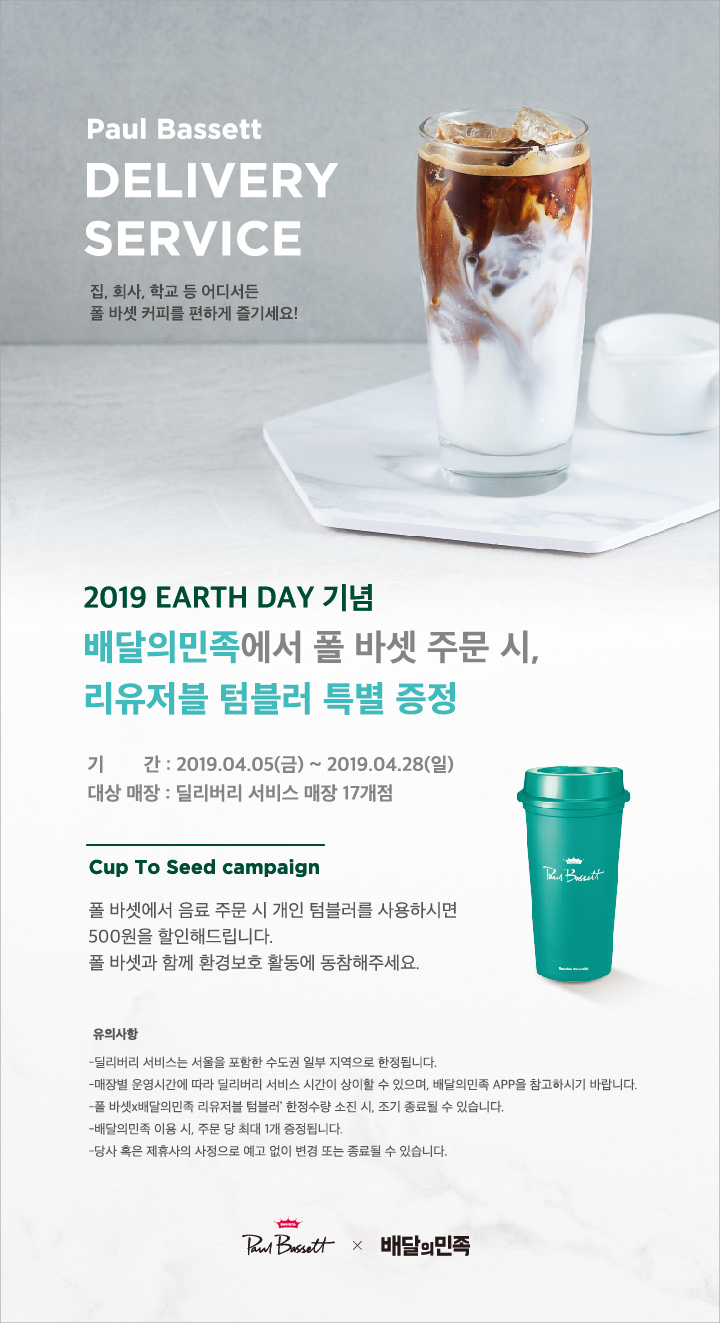 Paul Bassett
DELIVERY
SERVICE
집, 회사, 학교 등 어디서든
폴 바셋 커피를 편하게 즐기세요!
2019 EARTH DAY 기념
배달의민족에서 폴 바셋 주문 시,
리유저블 텀블러 특별 증정
기 간 : 2019.04.05(금) ~ 2019.04.28(일)
대상 매장 : 딜리버리 서비스 매장 17개점
Paul Bassett
Cup To Seed campaign
폴 바셋에서 음료 주문 시 개인 텀블러를 사용하시면
500원을 할인해드립니다.
폴 바셋과 함께 환경보호 활동에 동참해주세요.
유의사항
-딜리버리 서비스는 서울을 포함한 수도권 일부 지역으로 한정됩니다.
-매장별 운영시간에 따라 딜리버리 서비스 시간이 상이할 수 있으며, 배달의민족 APP을 참고하시기 바랍니다.
-폴 바셋x배달의민족 리유저블 텀블러' 한정수량 소진 시, 조기 종료될 수 있습니다.
-배달의민족 이용 시, 주문 당 최대 1개 증정됩니다.
-당사 혹은 제휴사의 사정으로 예고 없이 변경 또는 종료될 수 있습니다.
BARISTA
Paul Bassett × 배달의민족